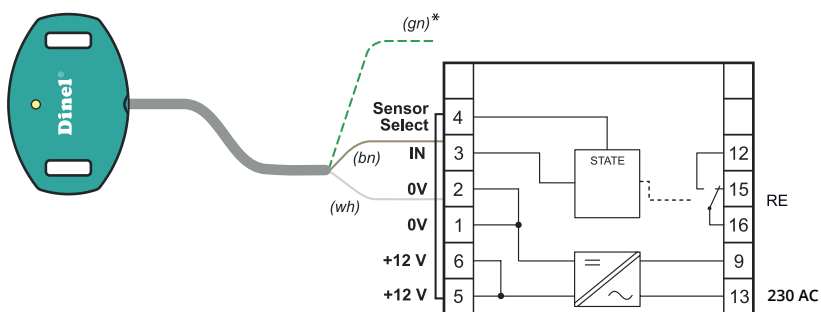 (gn)*
Dinel®
Sensor
Select
4
(bn)
IN
3
STATE
12
(wh)
0V
2
15
RE
0V
1
16
+12 V
6
9
+12 V
5
13
230 AC